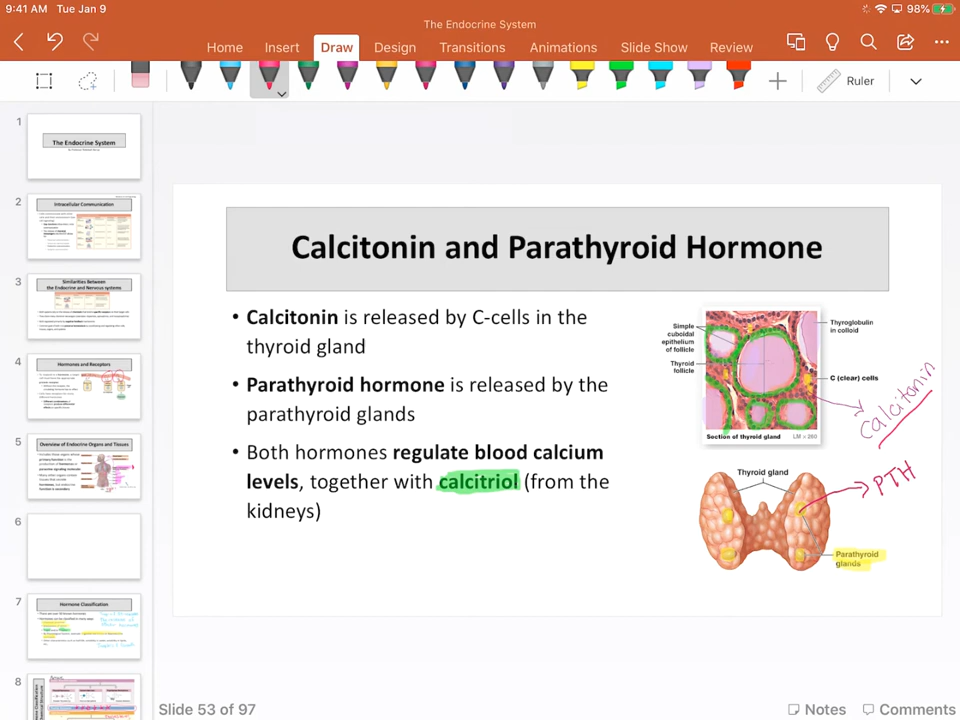 9:41 AM Tue Jan 9
98%
The Endocrine System
Home Insert Draw Design Transitions Animations Slide Show Review
Ruler
1
The Endocrine System
2
Intracellular Communication
3
Similarities Between
the Endocrine and Nervous systems
4
Hormones and Receptors
5
Overview of Endocrine Organs and Tissues
6
7
Hormone Classification
8
Calcitonin and Parathyroid Hormone
• Calcitonin is released by C-cells in the
thyroid gland
• Parathyroid hormone is released by the
parathyroid glands
• Both hormones regulate blood calcium
levels, together with calcitriol (from the
kidneys)
Simple
cuboidal
epithelium
of follicle
Thyroid
follicle
Thyroglobulin
in colloid
C (clear) cells
Calcitonin
Section of thyroid gland LM × 280
Thyroid gland
PTH
Parathyroid
glands
Slide 53 of 97
Notes Comments